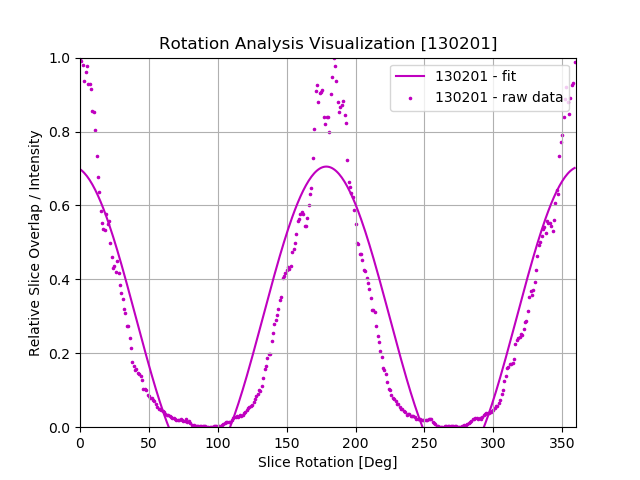 Rotation Analysis Visualization [130201]
130201 - fit
130201 - raw data
Relative Slice Overlap / Intensity
1.0
0.8
0.6
0.4
0.2
0.0
0 50 100 150 200 250 300 350
Slice Rotation [Deg]